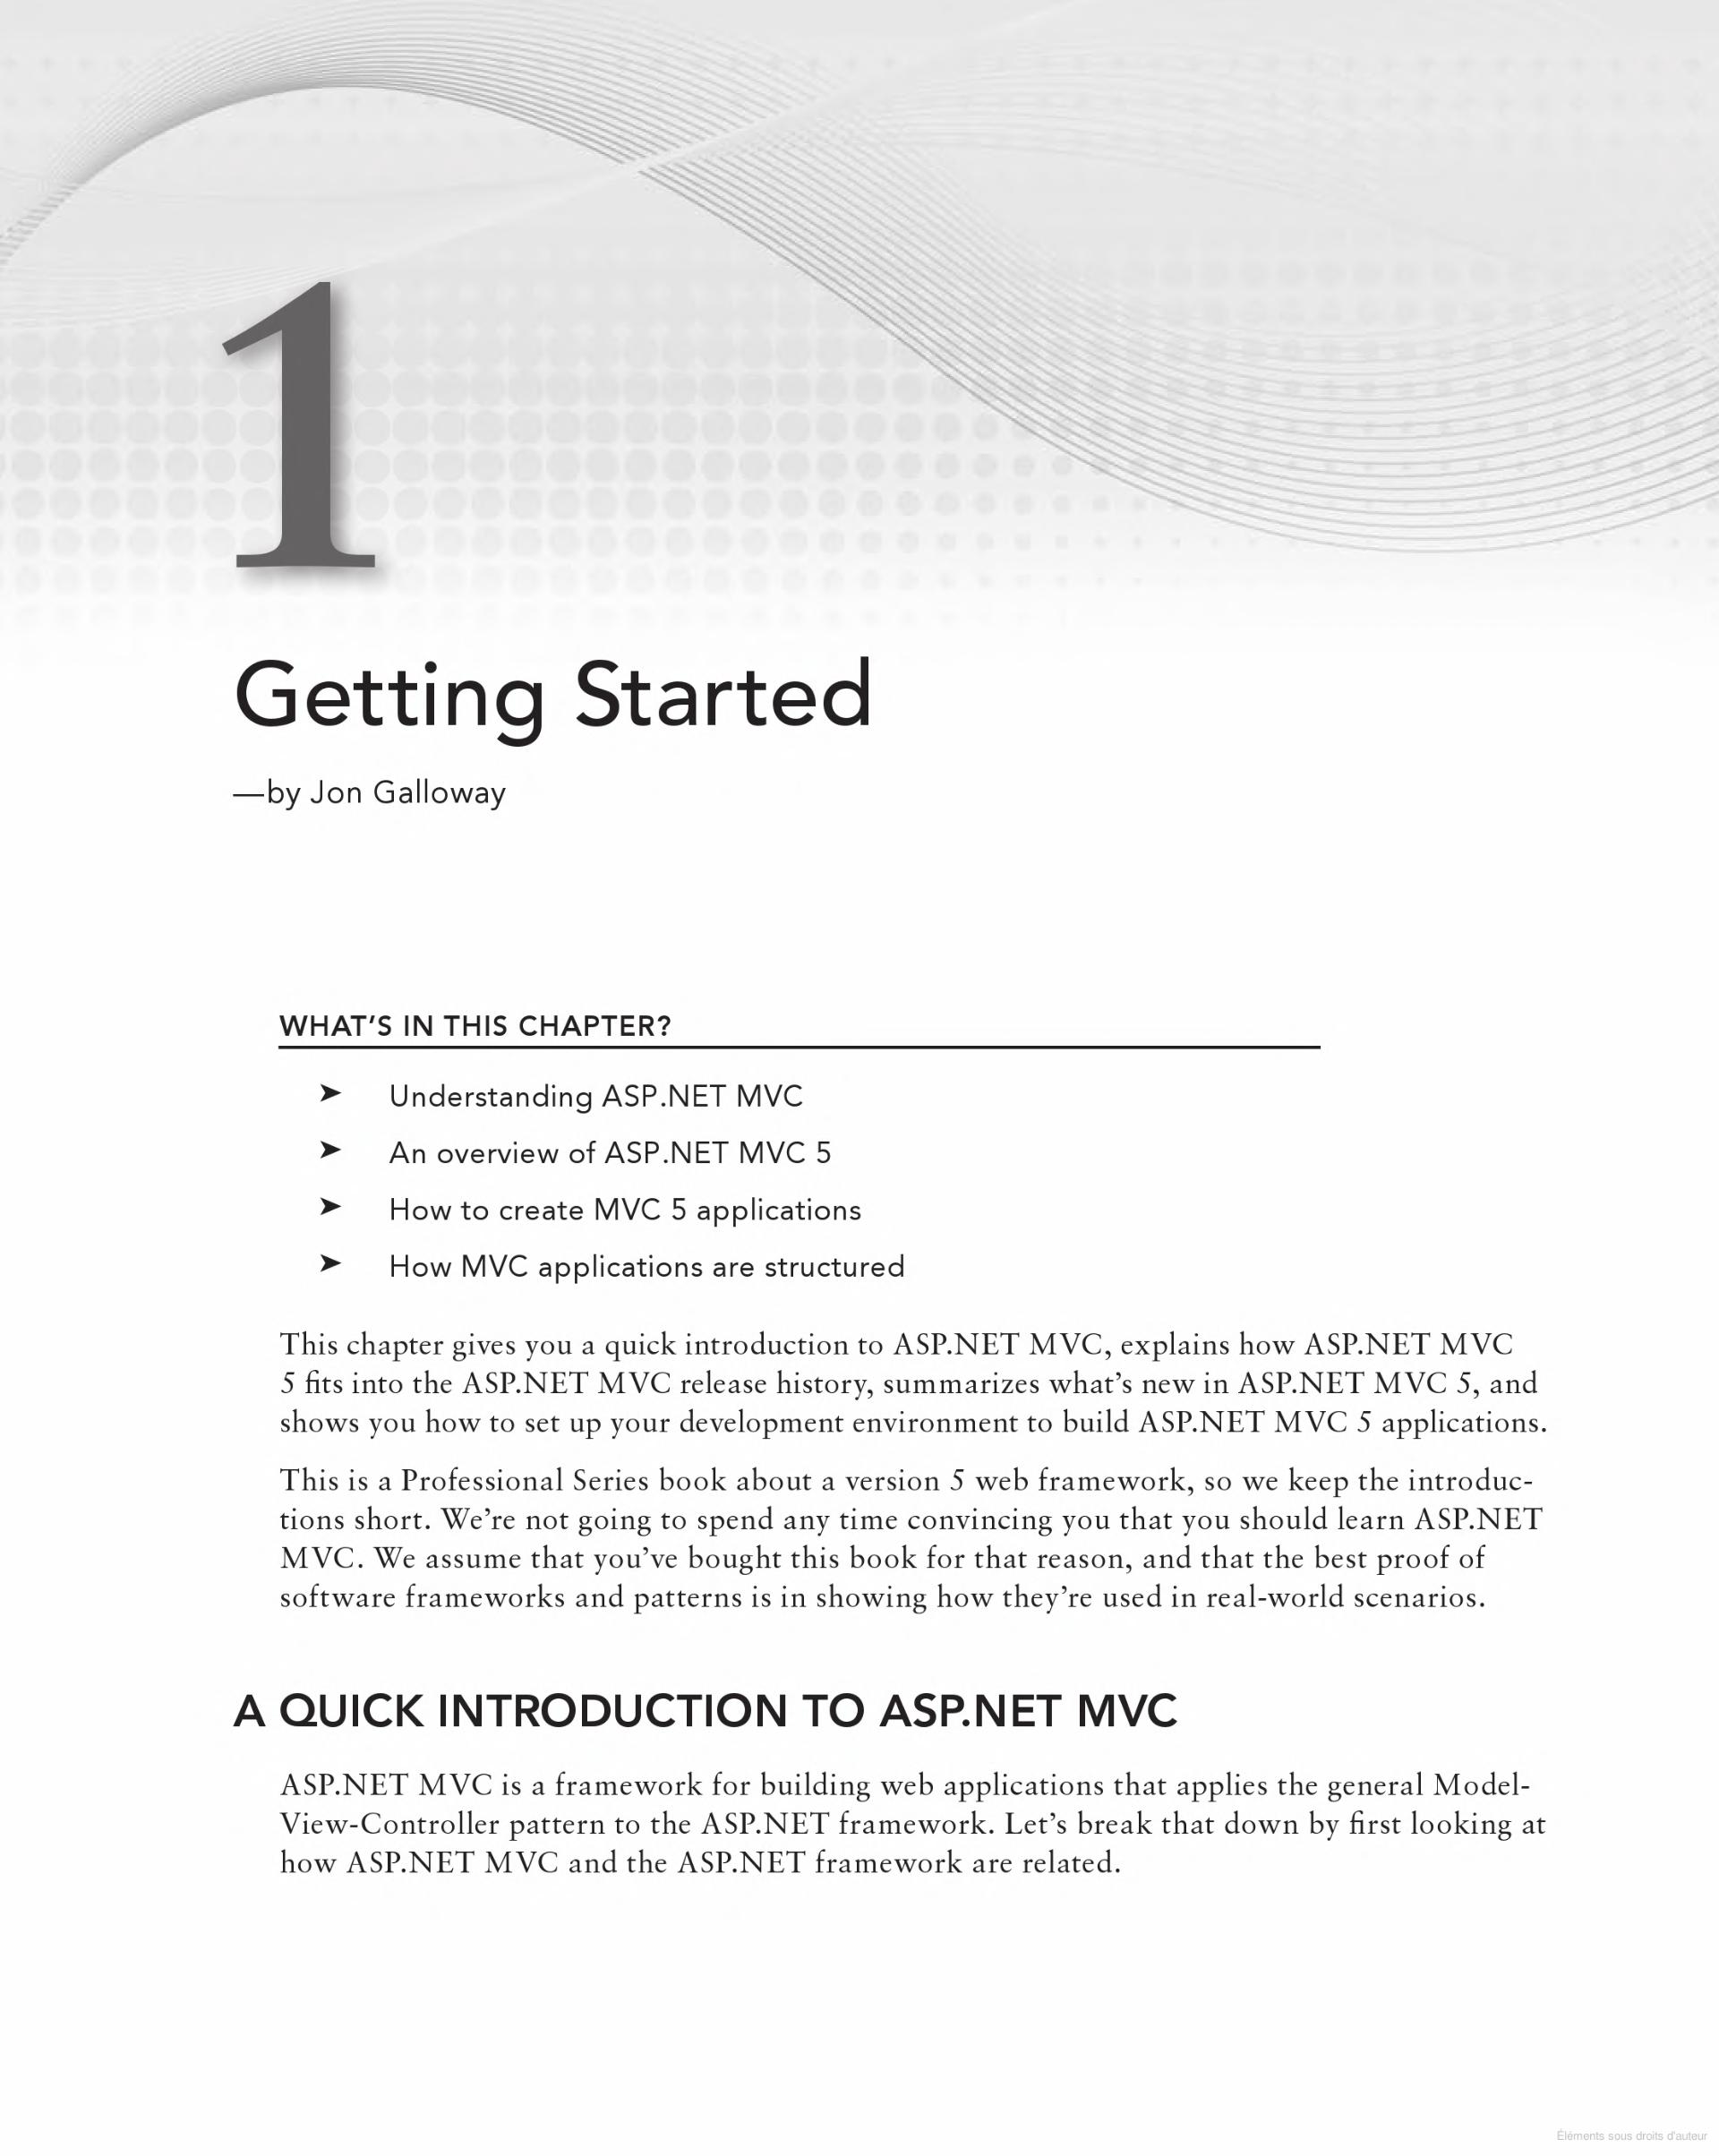 1
Getting Started
—by Jon Galloway
WHAT’S IN THIS CHAPTER?
➤ Understanding ASP.NET MVC
➤ An overview of ASP.NET MVC 5
➤ How to create MVC 5 applications
➤ How MVC applications are structured
This chapter gives you a quick introduction to ASP.NET MVC, explains how ASP.NET MVC
5 fits into the ASP.NET MVC release history, summarizes what’s new in ASP.NET MVC 5, and
shows you how to set up your development environment to build ASP.NET MVC 5 applications.
This is a Professional Series book about a version 5 web framework, so we keep the introduc-
tions short. We’re not going to spend any time convincing you that you should learn ASP.NET
MVC. We assume that you’ve bought this book for that reason, and that the best proof of
software frameworks and patterns is in showing how they’re used in real-world scenarios.
A QUICK INTRODUCTION TO ASP.NET MVC
ASP.NET MVC is a framework for building web applications that applies the general Model-
View-Controller pattern to the ASP.NET framework. Let’s break that down by first looking at
how ASP.NET MVC and the ASP.NET framework are related.
Éléments sous droits d'auteur